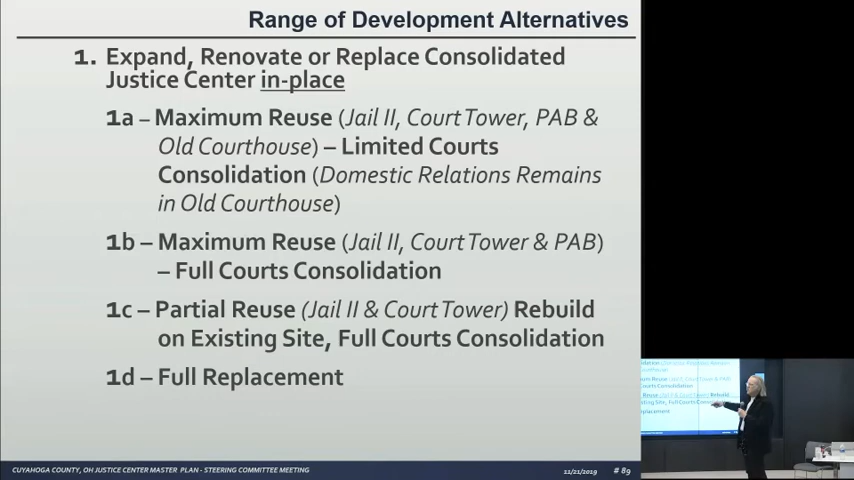 Range of Development Alternatives
1. Expand, Renovate or Replace Consolidated
Justice Center in-place
1a – Maximum Reuse (Jail II, Court Tower, PAB &
Old Courthouse) – Limited Courts
Consolidation (Domestic Relations Remains
in Old Courthouse)
1b – Maximum Reuse (Jail II, Court Tower & PAB)
– Full Courts Consolidation
1c – Partial Reuse (Jail II & Court Tower) Rebuild
on Existing Site, Full Courts Consolidation
1d – Full Replacement
CUYAHOGA COUNTY, OH JUSTICE CENTER MASTER PLAN - STEERING COMMITTEE MEETING
11/21/2019 # 89